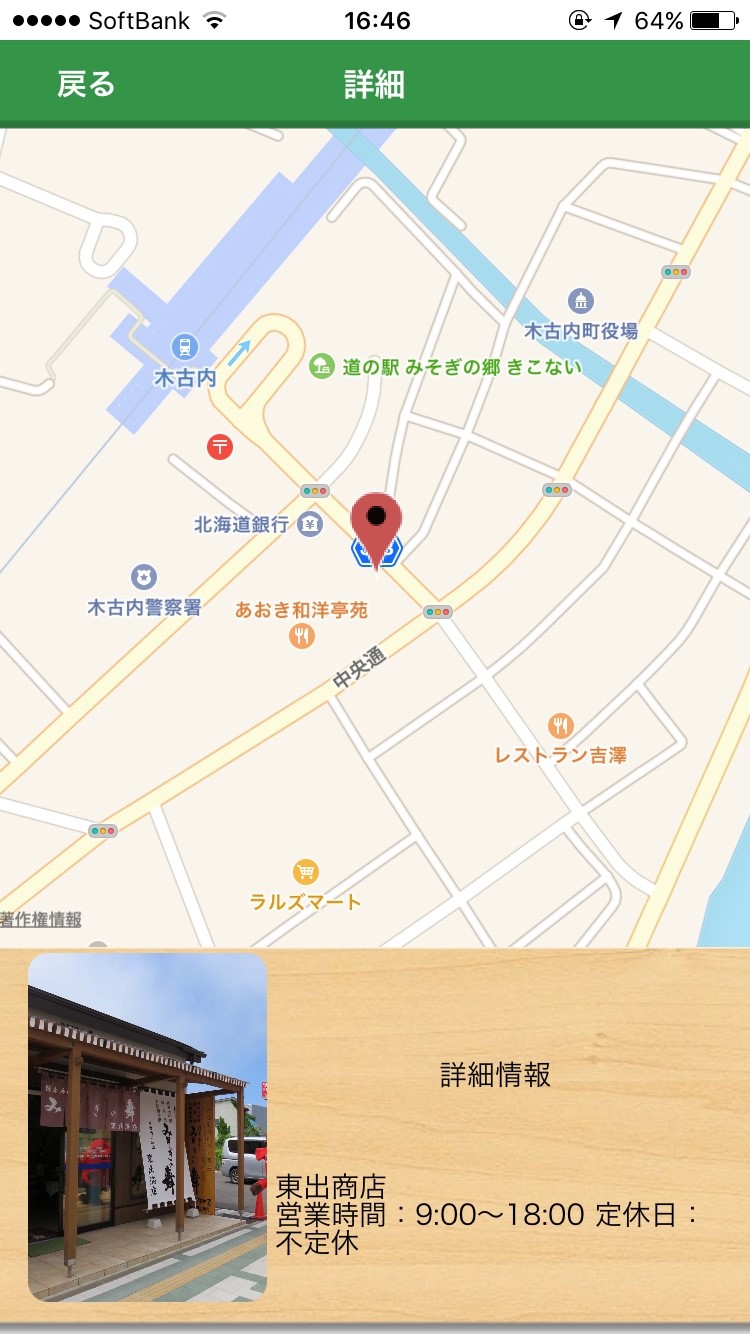 SoftBank 16:46 64%
戻る 詳細
木古内町役場
道の駅 みそぎの郷 きこない
木古内
〒
北海道銀行
木古内警察署
あおき和洋亭苑
中央通
レストラン吉澤
ラルズマート
著作権情報
詳細情報
東出商店
営業時間：9:00〜18:00 定休日：
不定休